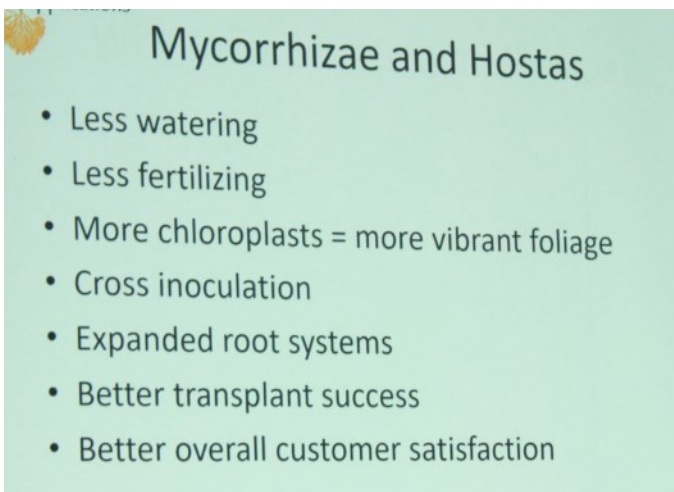 Mycorrhizae and Hostas
• Less watering
• Less fertilizing
• More chloroplasts = more vibrant foliage
• Cross inoculation
• Expanded root systems
• Better transplant success
• Better overall customer satisfaction